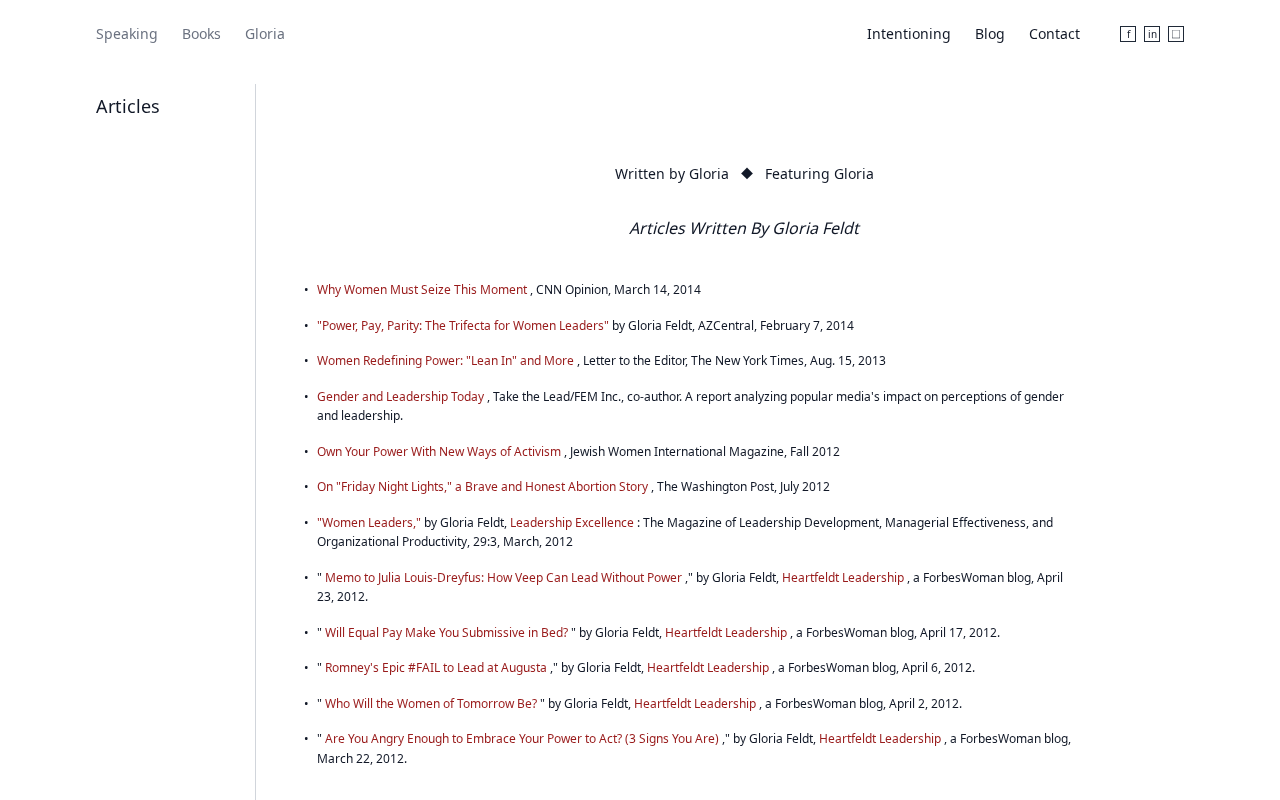 Speaking Books Gloria Intentioning Blog Contact f in
Articles
Written by Gloria ◆ Featuring Gloria
Articles Written By Gloria Feldt
• Why Women Must Seize This Moment , CNN Opinion, March 14, 2014
• "Power, Pay, Parity: The Trifecta for Women Leaders" by Gloria Feldt, AZCentral, February 7, 2014
• Women Redefining Power: "Lean In" and More , Letter to the Editor, The New York Times, Aug. 15, 2013
• Gender and Leadership Today , Take the Lead/FEM Inc., co-author. A report analyzing popular media's impact on perceptions of gender
and leadership.
• Own Your Power With New Ways of Activism , Jewish Women International Magazine, Fall 2012
• On "Friday Night Lights," a Brave and Honest Abortion Story , The Washington Post, July 2012
• "Women Leaders," by Gloria Feldt, Leadership Excellence : The Magazine of Leadership Development, Managerial Effectiveness, and
Organizational Productivity, 29:3, March, 2012
• " Memo to Julia Louis-Dreyfus: How Veep Can Lead Without Power ," by Gloria Feldt, Heartfeldt Leadership , a ForbesWoman blog, April
23, 2012.
• " Will Equal Pay Make You Submissive in Bed? " by Gloria Feldt, Heartfeldt Leadership , a ForbesWoman blog, April 17, 2012.
• " Romney's Epic #FAIL to Lead at Augusta ," by Gloria Feldt, Heartfeldt Leadership , a ForbesWoman blog, April 6, 2012.
• " Who Will the Women of Tomorrow Be? " by Gloria Feldt, Heartfeldt Leadership , a ForbesWoman blog, April 2, 2012.
• " Are You Angry Enough to Embrace Your Power to Act? (3 Signs You Are) ," by Gloria Feldt, Heartfeldt Leadership , a ForbesWoman blog,
March 22, 2012.